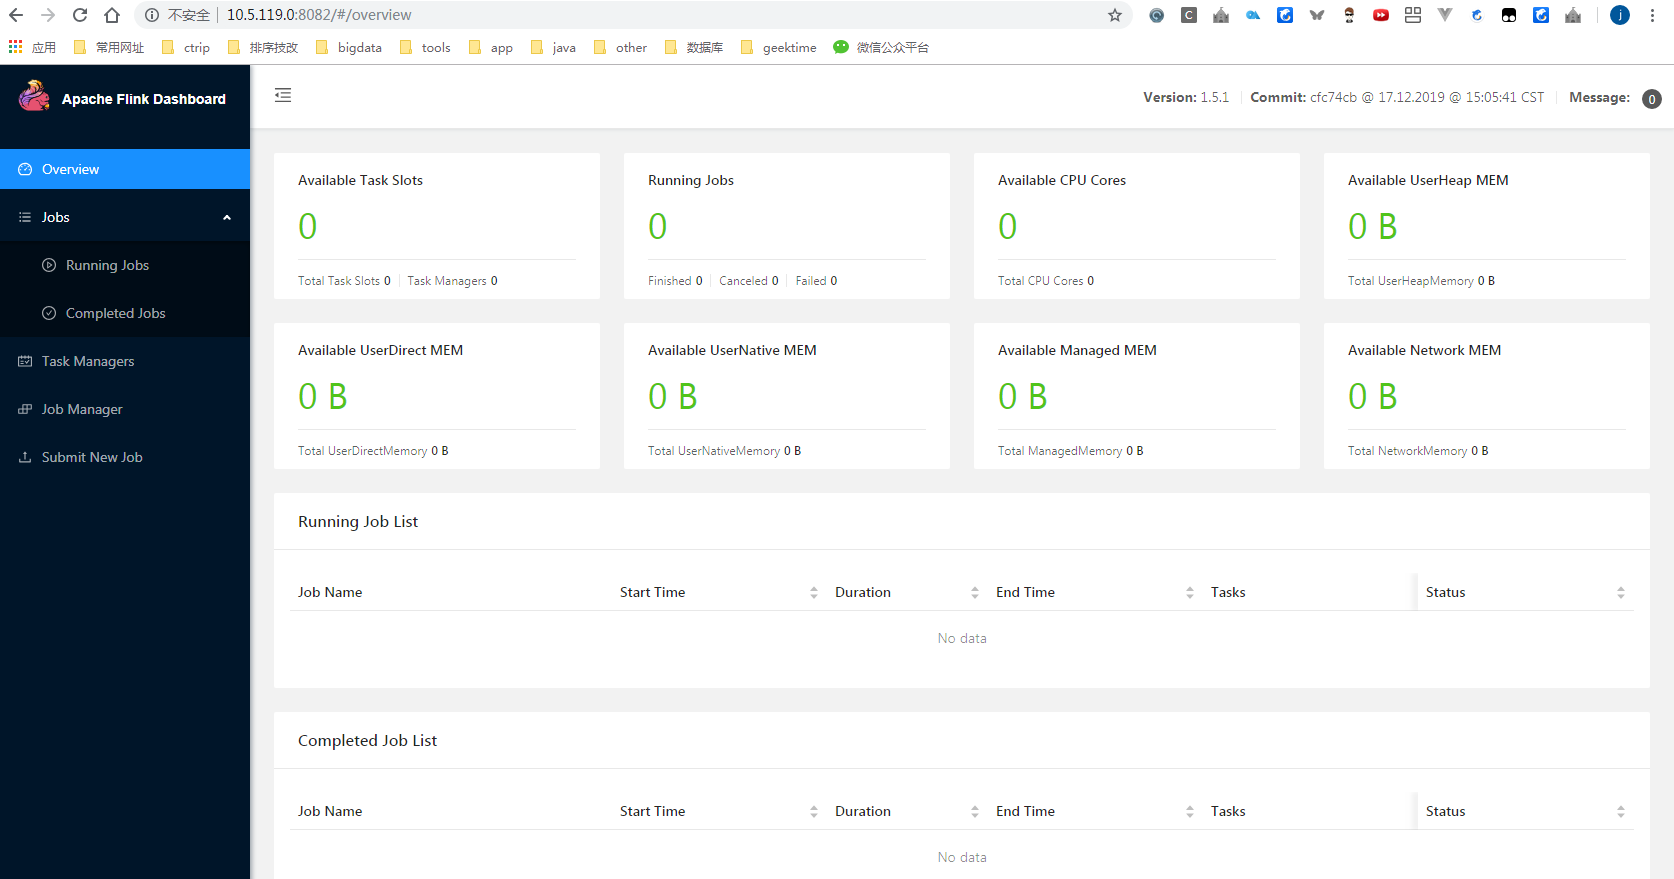 不安全 10.5.119.0:8082/#/overview
应用 常用网址 ctrip 排序技改 bigdata tools app java other 数据库 geektime 微信公众平台
Apache Flink Dashboard
Version: 1.5.1 Commit: cfc74cb @ 17.12.2019 @ 15:05:41 CST Message: 0
Overview
Jobs
Running Jobs
Completed Jobs
Task Managers
Job Manager
Submit New Job
Available Task Slots
0
Total Task Slots 0 Task Managers 0
Running Jobs
0
Finished 0 Canceled 0 Failed 0
Available CPU Cores
0
Total CPU Cores 0
Available UserHeap MEM
0 B
Total UserHeapMemory 0 B
Available UserDirect MEM
0 B
Total UserDirectMemory 0 B
Available UserNative MEM
0 B
Total UserNativeMemory 0 B
Available Managed MEM
0 B
Total ManagedMemory 0 B
Available Network MEM
0 B
Total NetworkMemory 0 B
Running Job List
Job Name Start Time Duration End Time Tasks Status
No data
Completed Job List
Job Name Start Time Duration End Time Tasks Status
No data